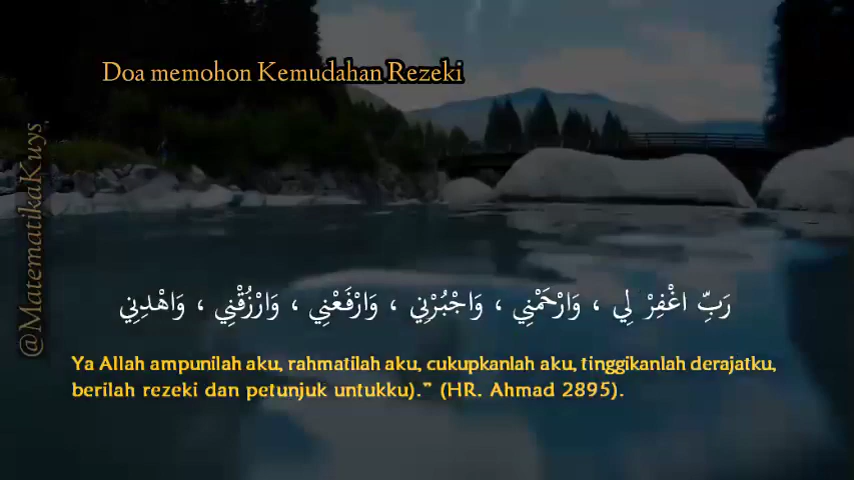 Doa memohon Kemudahan Rezeki
@MatematikaKuys
رَبِّ اغْفِرْ لِي ، وَارْحَمْنِي ، وَاجْبُرْنِي ، وَارْفَعْنِي ، وَارْزُقْنِي ، وَاهْدِنِي
Ya Allah ampunilah aku, rahmatilah aku, cukupkanlah aku, tinggikanlah derajatku,
berilah rezeki dan petunjuk untukku).” (HR. Ahmad 2895).